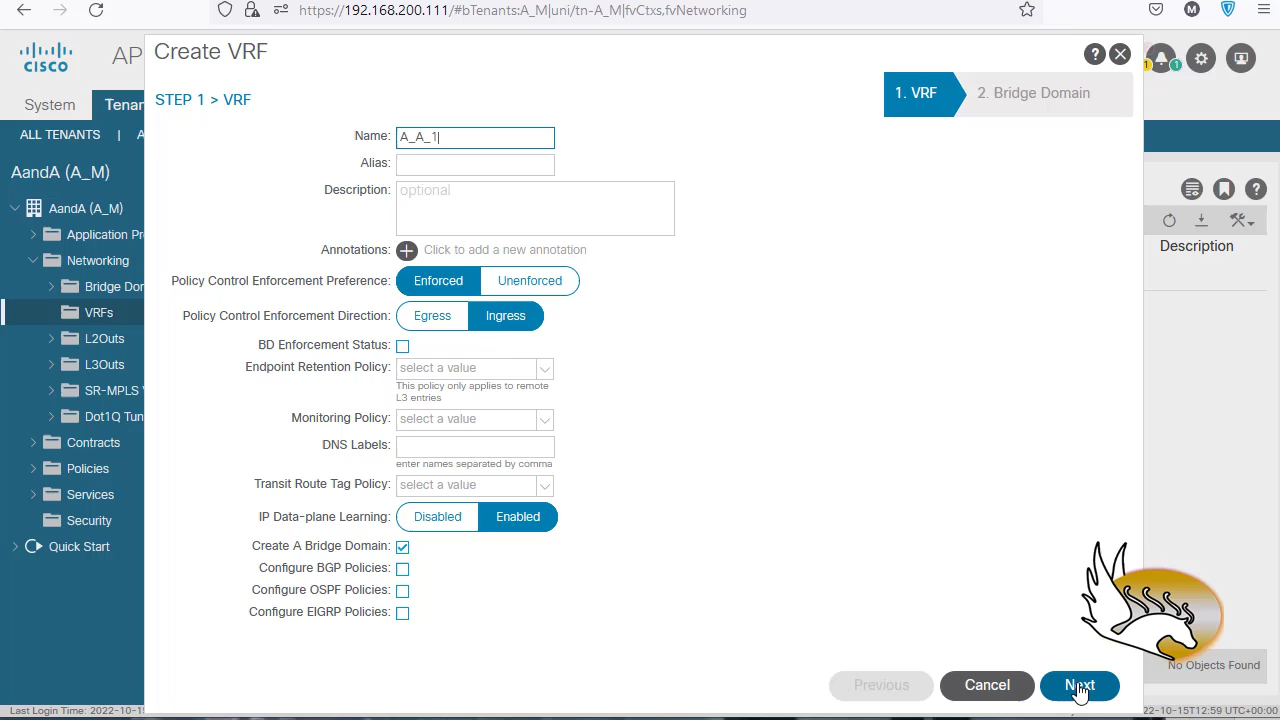 https://192.168.200.111/#bTenants:A_M|uni/tn-A_M|fvCtxs,fvNetworking
M
CISCO
AP
Create VRF
?
1
1
System
Tenan
STEP 1 > VRF
1. VRF
2. Bridge Domain
ALL TENANTS | A
Name: A_A_1
Alias:
AandA (A_M)
Description: optional
AandA (A_M)
Application Pr
Annotations: Click to add a new annotation
Description
Networking
Policy Control Enforcement Preference: Enforced Unenforced
Bridge Dor
VRFs
Policy Control Enforcement Direction: Egress Ingress
L2Outs
BD Enforcement Status:
L3Outs
Endpoint Retention Policy: select a value
This policy only applies to remote
L3 entries
SR-MPLS V
Dot1Q Tun
Monitoring Policy: select a value
Contracts
DNS Labels:
enter names separated by comma
Policies
Services
Transit Route Tag Policy: select a value
Security
IP Data-plane Learning: Disabled Enabled
Quick Start
Create A Bridge Domain:
Configure BGP Policies:
Configure OSPF Policies:
Configure EIGRP Policies:
No Objects Found
Previous
Cancel
Next
Last Login Time: 2022-10-15
22-10-15T12:59 UTC+00:00